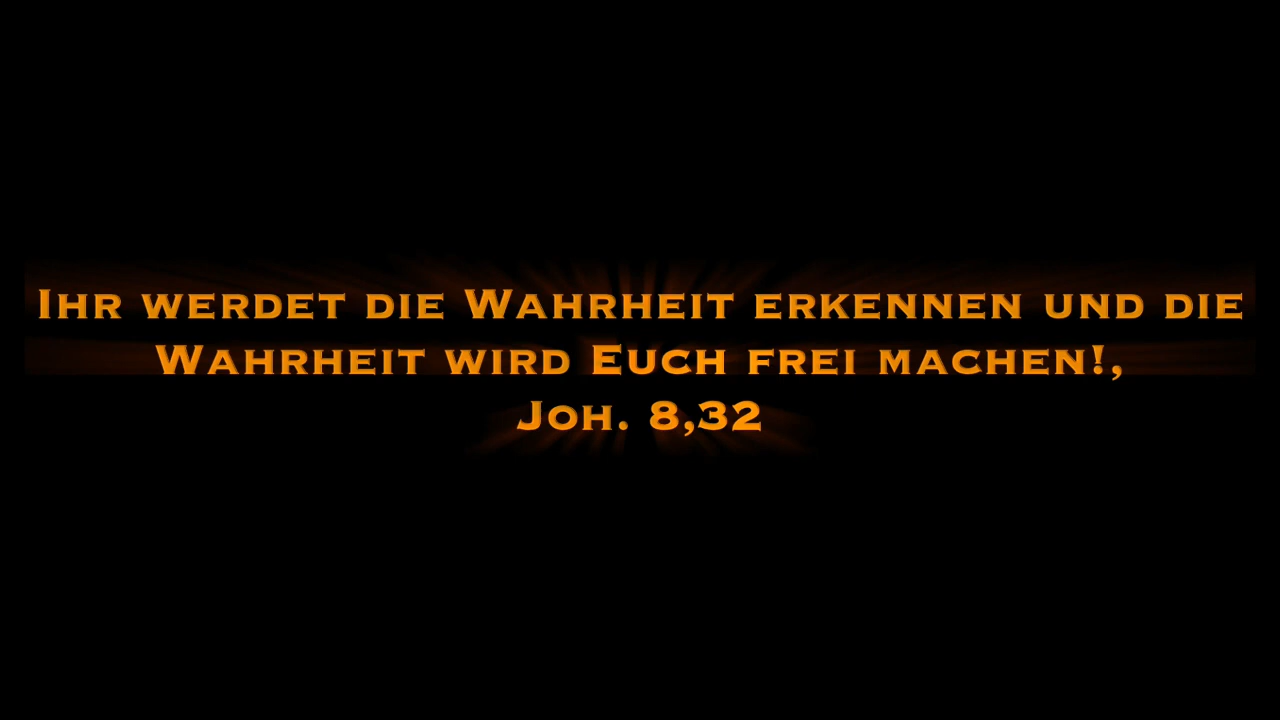 Ihr werdet die Wahrheit erkennen und die
Wahrheit wird Euch frei machen!,
Joh. 8,32